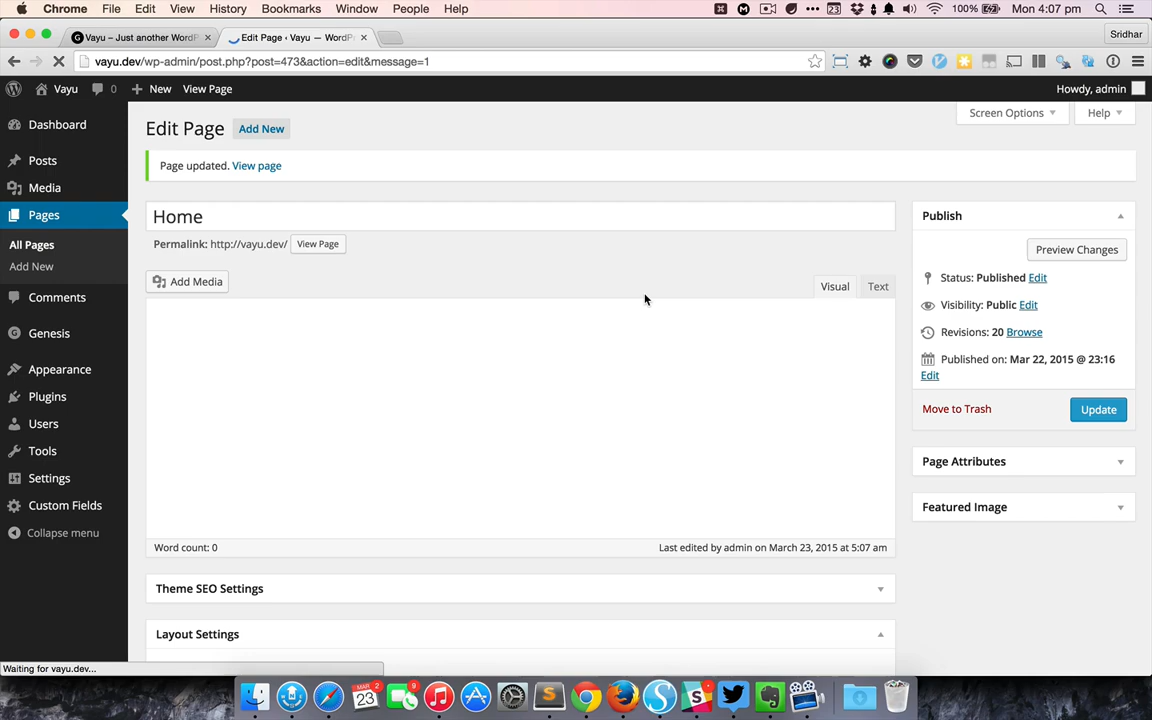 Chrome File Edit View History Bookmarks Window People Help 23 100% Mon 4:07 pm
Vayu – Just another WordP × Edit Page ‹ Vayu — WordP × Sridhar
vayu.dev/wp-admin/post.php?post=473&action=edit&message=1
Vayu 0 New View Page Howdy, admin
Screen Options Help
Dashboard
Posts
Media
Pages
All Pages
Add New
Comments
Genesis
Appearance
Plugins
Users
Tools
Settings
Custom Fields
Collapse menu
Edit Page Add New
Page updated. View page
Home
Permalink: http://vayu.dev/ View Page
Add Media
Visual Text
Word count: 0 Last edited by admin on March 23, 2015 at 5:07 am
Theme SEO Settings
Layout Settings
Publish
Preview Changes
Status: Published Edit
Visibility: Public Edit
Revisions: 20 Browse
Published on: Mar 22, 2015 @ 23:16
Edit
Move to Trash Update
Page Attributes
Featured Image
Waiting for vayu.dev...
MAR 2 9
23